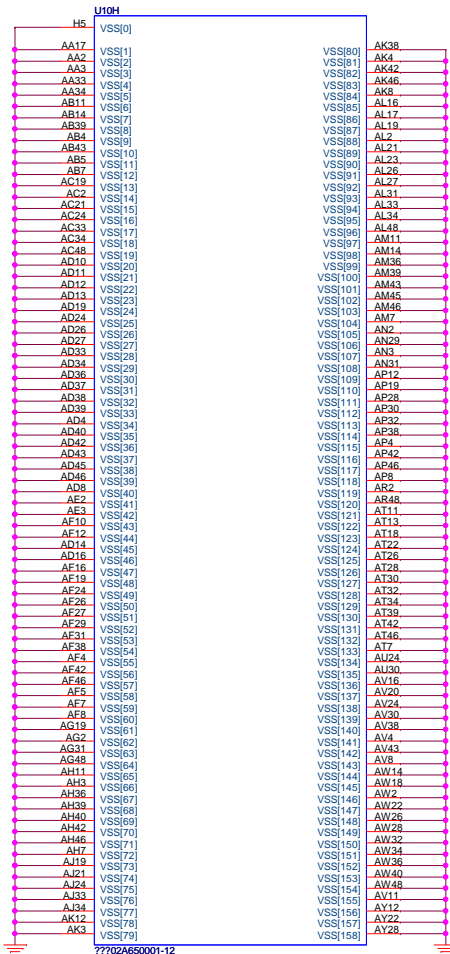 U10H
H5 VSS[0]
AA17 VSS[1] VSS[80] AK38
AA2 VSS[2] VSS[81] AK4
AA3 VSS[3] VSS[82] AK42
AA33 VSS[4] VSS[83] AK46
AA34 VSS[5] VSS[84] AK8
AB11 VSS[6] VSS[85] AL16
AB14 VSS[7] VSS[86] AL17
AB39 VSS[8] VSS[87] AL19
AB4 VSS[9] VSS[88] AL2
AB43 VSS[10] VSS[89] AL21
AB5 VSS[11] VSS[90] AL23
AB7 VSS[12] VSS[91] AL26
AC19 VSS[13] VSS[92] AL27
AC2 VSS[14] VSS[93] AL31
AC21 VSS[15] VSS[94] AL33
AC24 VSS[16] VSS[95] AL34
AC33 VSS[17] VSS[96] AL48
AC34 VSS[18] VSS[97] AM11
AC48 VSS[19] VSS[98] AM14
AD10 VSS[20] VSS[99] AM36
AD11 VSS[21] VSS[100] AM39
AD12 VSS[22] VSS[101] AM43
AD13 VSS[23] VSS[102] AM45
AD19 VSS[24] VSS[103] AM46
AD24 VSS[25] VSS[104] AM7
AD26 VSS[26] VSS[105] AN2
AD27 VSS[27] VSS[106] AN29
AD33 VSS[28] VSS[107] AN3
AD34 VSS[29] VSS[108] AN31
AD36 VSS[30] VSS[109] AP12
AD37 VSS[31] VSS[110] AP19
AD38 VSS[32] VSS[111] AP28
AD39 VSS[33] VSS[112] AP30
AD4 VSS[34] VSS[113] AP32
AD40 VSS[35] VSS[114] AP38
AD42 VSS[36] VSS[115] AP4
AD43 VSS[37] VSS[116] AP42
AD45 VSS[38] VSS[117] AP46
AD46 VSS[39] VSS[118] AP8
AD8 VSS[40] VSS[119] AR2
AE2 VSS[41] VSS[120] AR48
AE3 VSS[42] VSS[121] AT11
AF10 VSS[43] VSS[122] AT13
AF12 VSS[44] VSS[123] AT18
AD14 VSS[45] VSS[124] AT22
AD16 VSS[46] VSS[125] AT26
AF16 VSS[47] VSS[126] AT28
AF19 VSS[48] VSS[127] AT30
AF24 VSS[49] VSS[128] AT32
AF26 VSS[50] VSS[129] AT34
AF27 VSS[51] VSS[130] AT39
AF29 VSS[52] VSS[131] AT42
AF31 VSS[53] VSS[132] AT46
AF38 VSS[54] VSS[133] AT7
AF4 VSS[55] VSS[134] AU24
AF42 VSS[56] VSS[135] AU30
AF46 VSS[57] VSS[136] AV16
AF5 VSS[58] VSS[137] AV20
AF7 VSS[59] VSS[138] AV24
AF8 VSS[60] VSS[139] AV30
AG19 VSS[61] VSS[140] AV38
AG2 VSS[62] VSS[141] AV4
AG31 VSS[63] VSS[142] AV43
AG48 VSS[64] VSS[143] AV8
AH11 VSS[65] VSS[144] AW14
AH3 VSS[66] VSS[145] AW18
AH36 VSS[67] VSS[146] AW2
AH39 VSS[68] VSS[147] AW22
AH40 VSS[69] VSS[148] AW26
AH42 VSS[70] VSS[149] AW28
AH46 VSS[71] VSS[150] AW32
AH7 VSS[72] VSS[151] AW34
AJ19 VSS[73] VSS[152] AW36
AJ21 VSS[74] VSS[153] AW40
AJ24 VSS[75] VSS[154] AW48
AJ33 VSS[76] VSS[155] AV11
AJ34 VSS[77] VSS[156] AY12
AK12 VSS[78] VSS[157] AY22
AK3 VSS[79] VSS[158] AY28
???02A650001-12